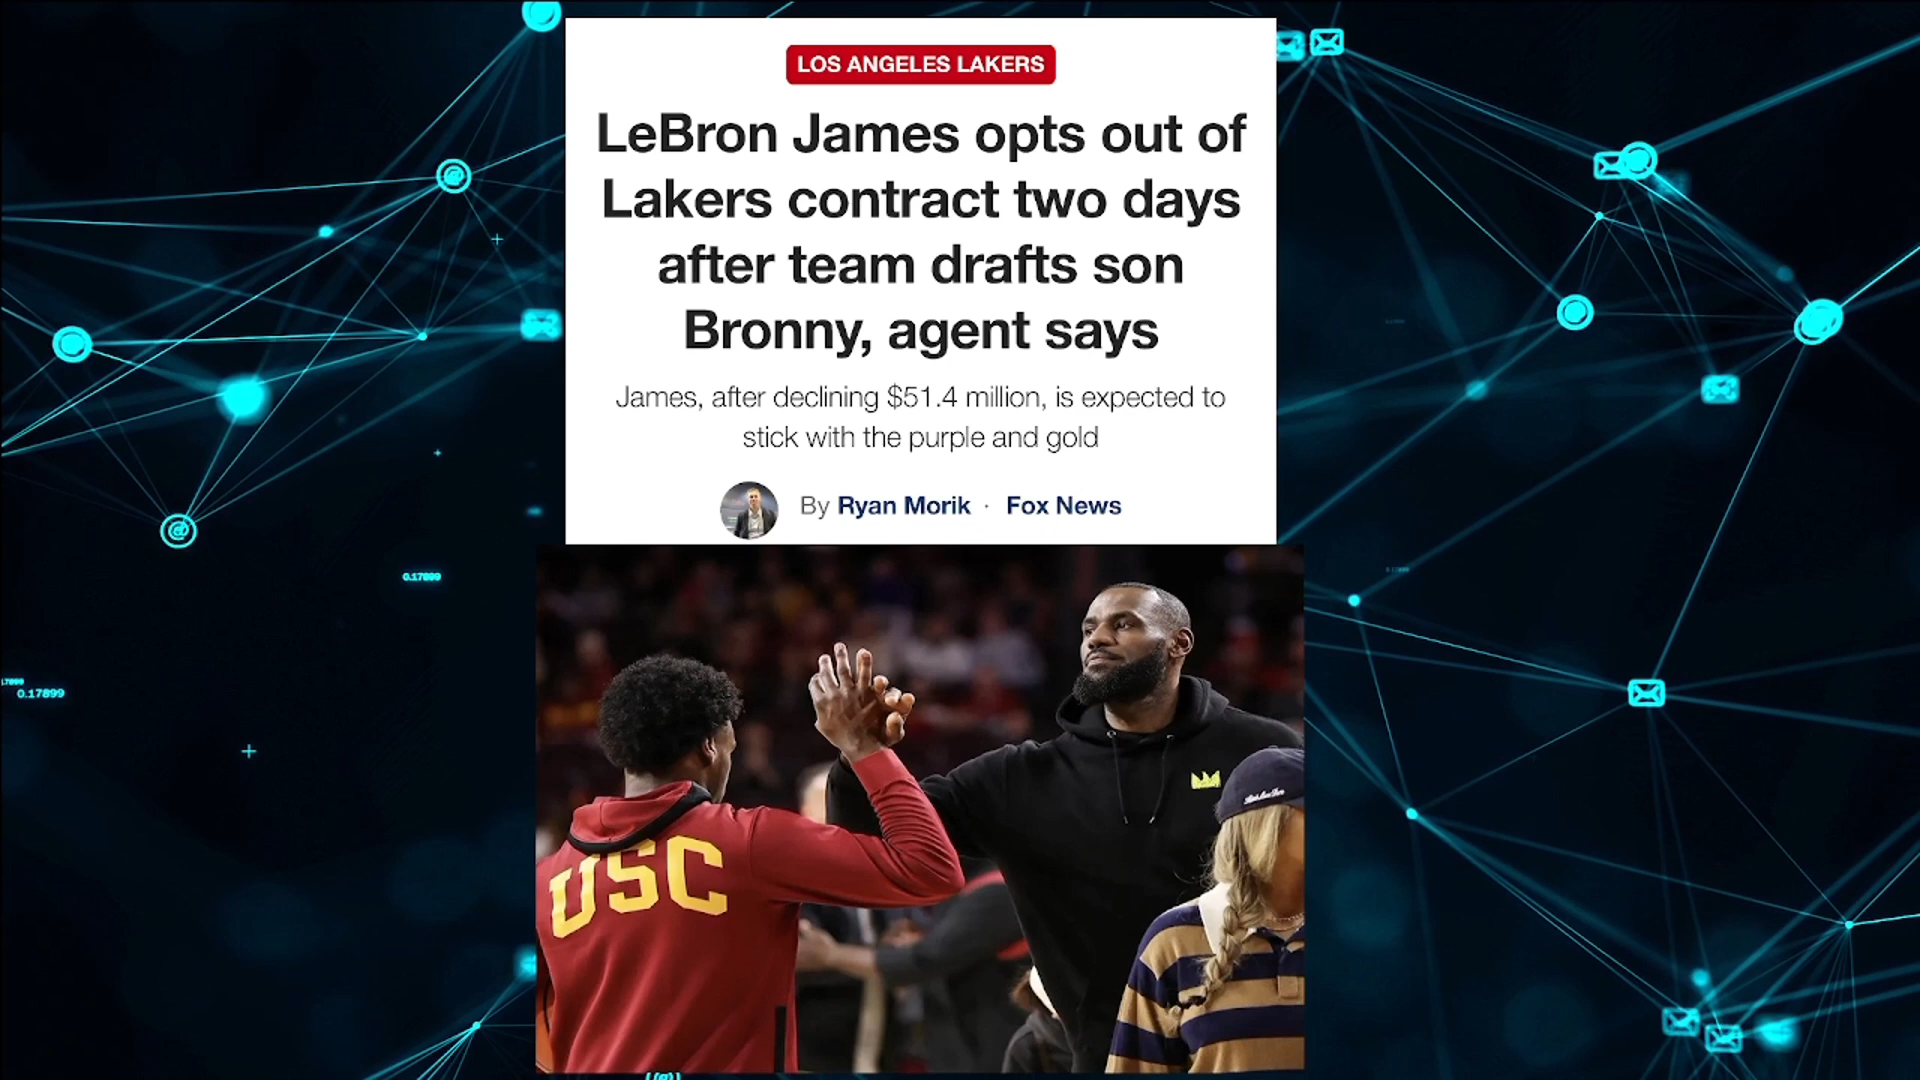 LOS ANGELES LAKERS
LeBron James opts out of
Lakers contract two days
after team drafts son
Bronny, agent says
James, after declining $51.4 million, is expected to
stick with the purple and gold
By Ryan Morik · Fox News
0.17899
0.17899
USC